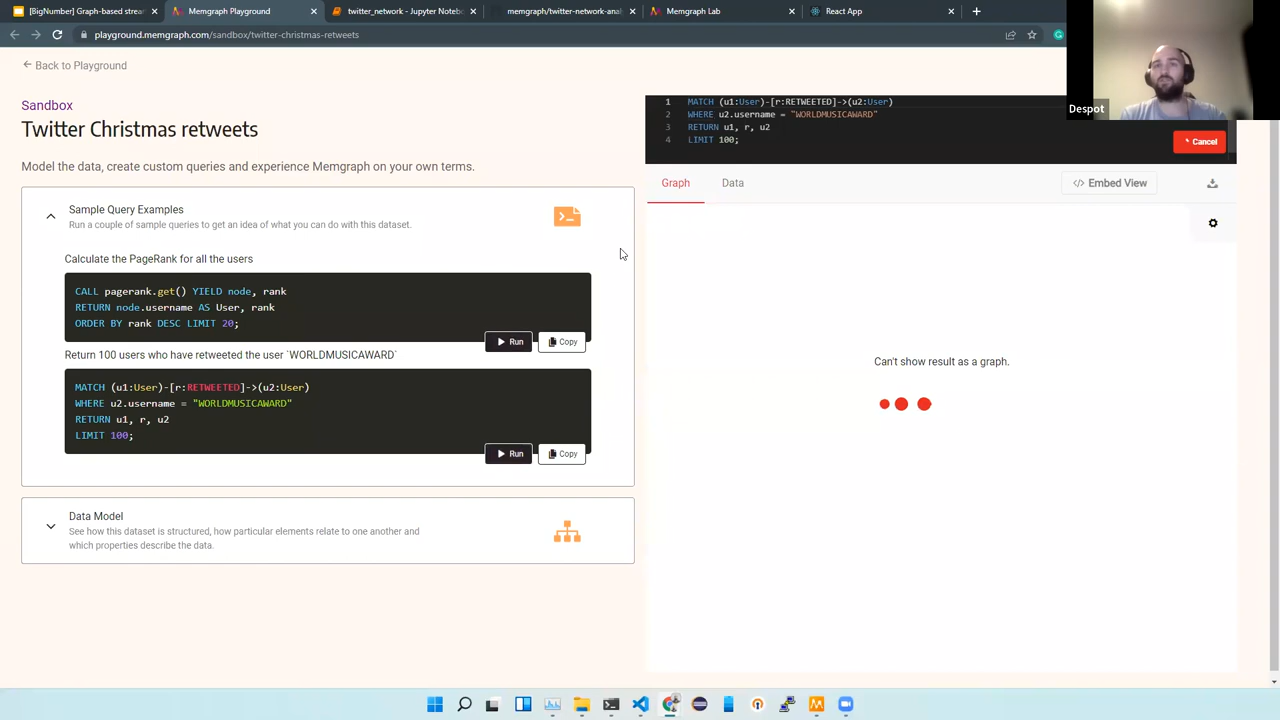 [BigNumber] Graph-based strea
Memgraph Playground
twitter_network - Jupyter Notebo
memgraph/twitter-network-anal
Memgraph Lab
React App
playground.memgraph.com/sandbox/twitter-christmas-retweets
Back to Playground
Sandbox
Twitter Christmas retweets
Model the data, create custom queries and experience Memgraph on your own terms.
Sample Query Examples
Run a couple of sample queries to get an idea of what you can do with this dataset.
Calculate the PageRank for all the users
CALL pagerank.get() YIELD node, rank
RETURN node.username AS User, rank
ORDER BY rank DESC LIMIT 20;
Run
Copy
Return 100 users who have retweeted the user `WORLDMUSICAWARD`
MATCH (u1:User)-[r:RETWEETED]->(u2:User)
WHERE u2.username = "WORLDMUSICAWARD"
RETURN u1, r, u2
LIMIT 100;
Run
Copy
Data Model
See how this dataset is structured, how particular elements relate to one another and
which properties describe the data.
1 MATCH (u1:User)-[r:RETWEETED]->(u2:User)
2 WHERE u2.username = "WORLDMUSICAWARD"
3 RETURN u1, r, u2
4 LIMIT 100;
Cancel
Graph
Data
</> Embed View
Can't show result as a graph.
Despot